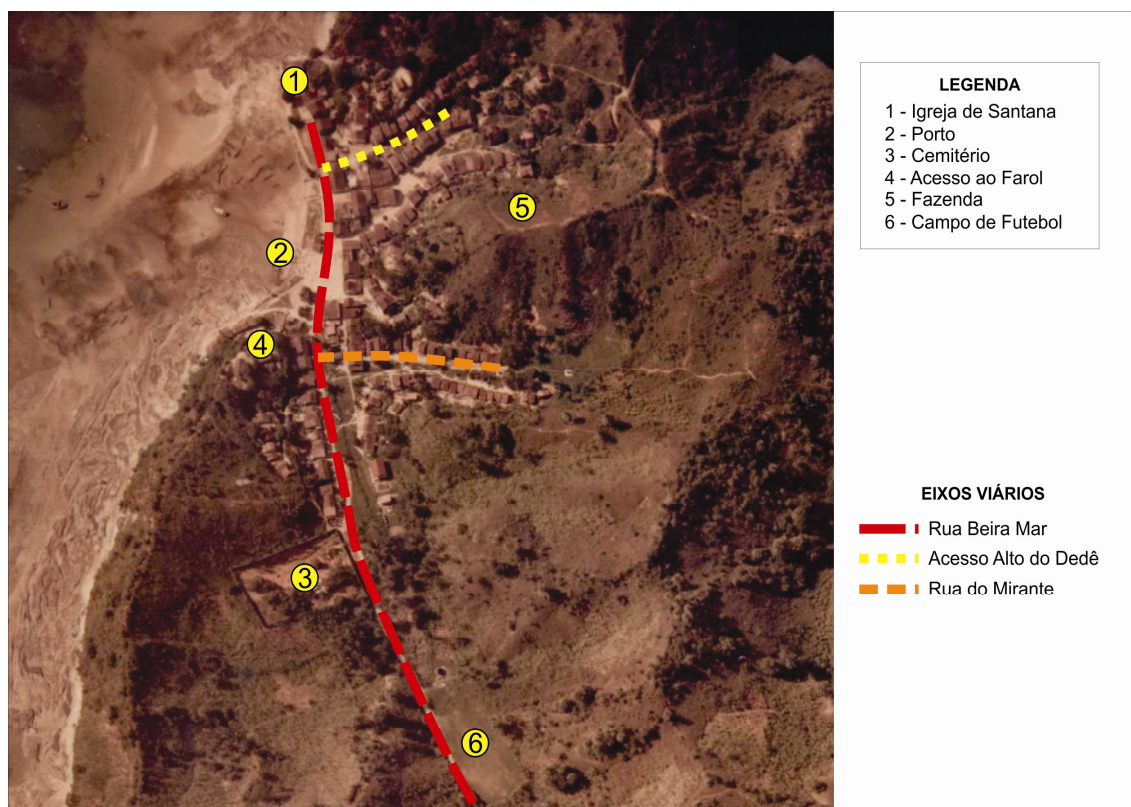 1
2
3
4
5
6
LEGENDA
1 - Igreja de Santana
2 - Porto
3 - Cemitério
4 - Acesso ao Farol
5 - Fazenda
6 - Campo de Futebol
EIXOS VIÁRIOS
Rua Beira Mar
Acesso Alto do Dedê
Rua do Mirante